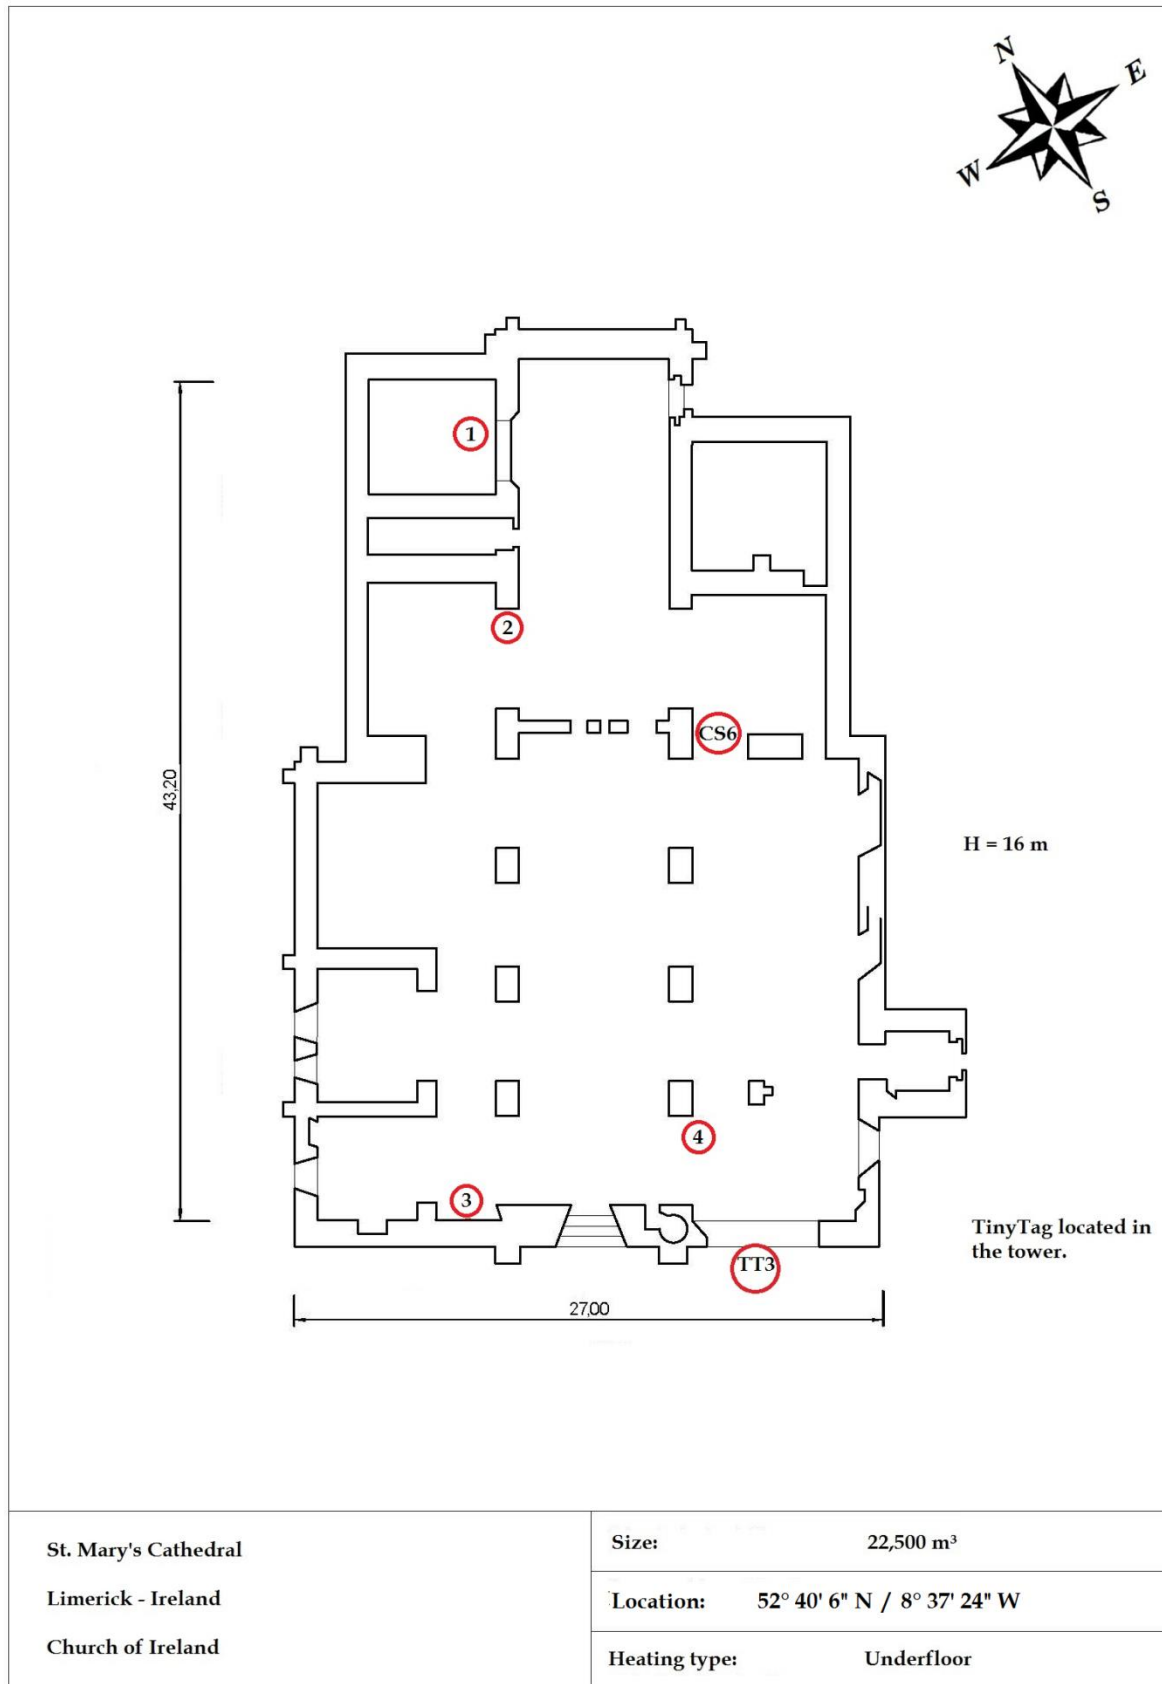 N
E
W
S
1
2
CS6
43,20
H = 16 m
4
3
TinyTag located in
the tower.
TT3
27,00
St. Mary's Cathedral
Limerick - Ireland
Church of Ireland
Size: 22,500 m³
Location: 52° 40' 6" N / 8° 37' 24" W
Heating type: Underfloor